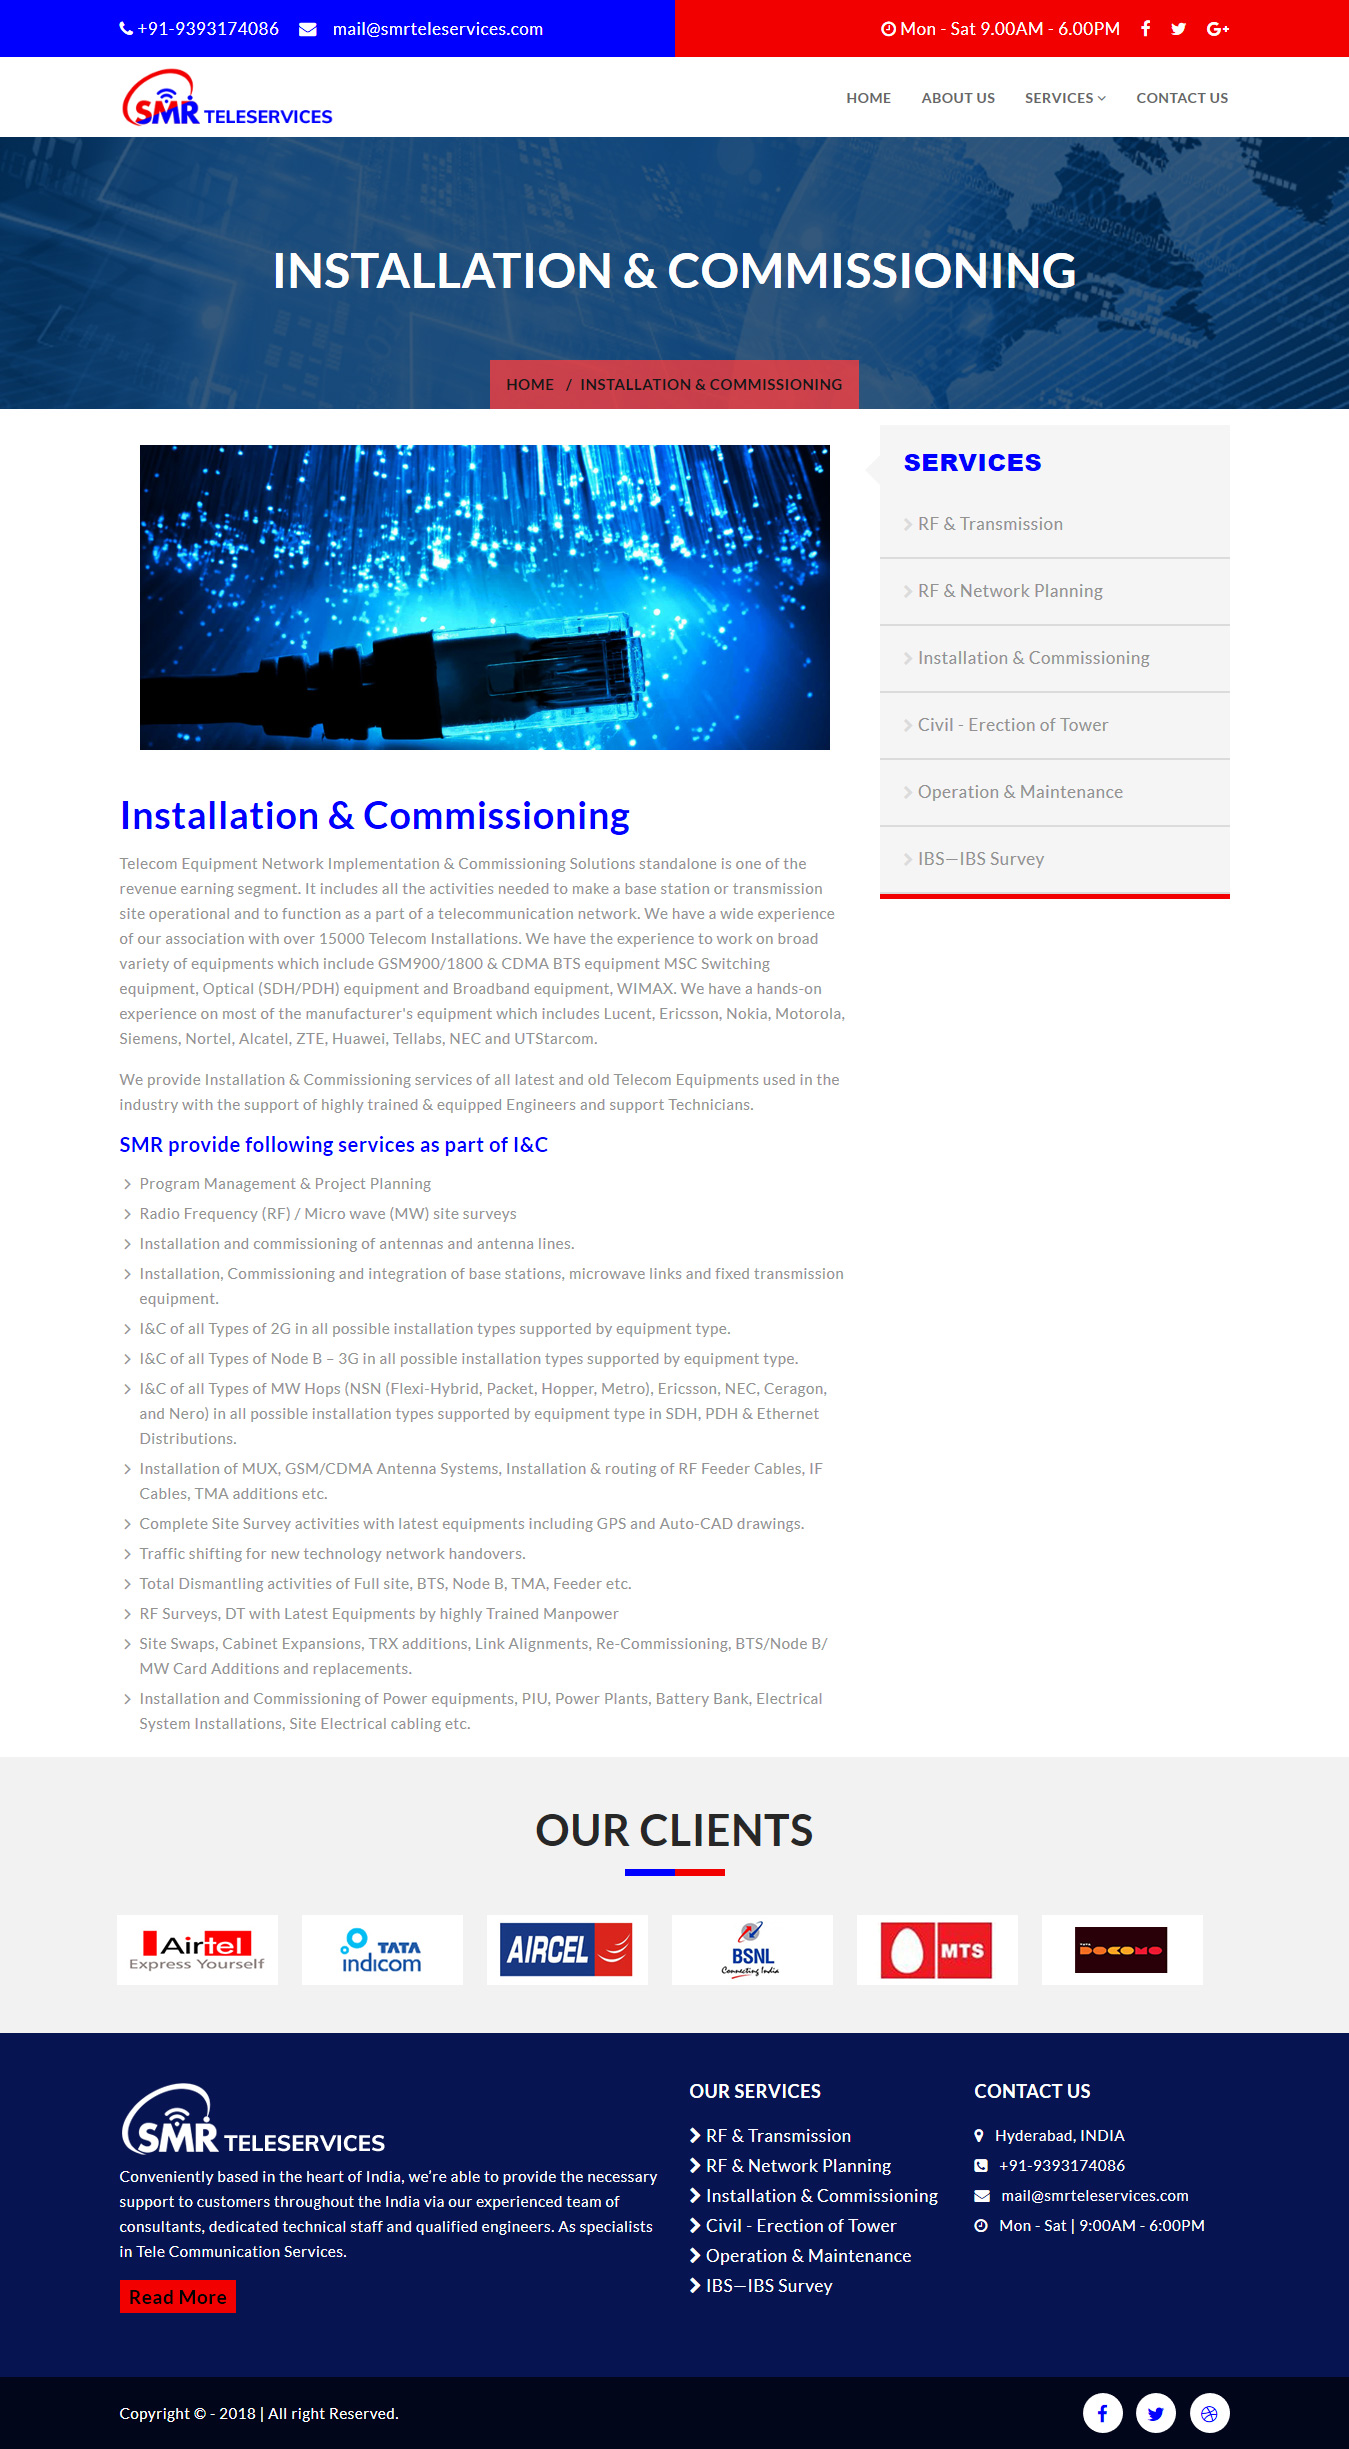 +91-9393174086 mail@smrteleservices.com Mon - Sat 9.00AM - 6.00PM
SMR TELESERVICES
HOME ABOUT US SERVICES CONTACT US
INSTALLATION & COMMISSIONING
HOME / INSTALLATION & COMMISSIONING
SERVICES
RF & Transmission
RF & Network Planning
Installation & Commissioning
Civil - Erection of Tower
Operation & Maintenance
IBS—IBS Survey
Installation & Commissioning
Telecom Equipment Network Implementation & Commissioning Solutions standalone is one of the
revenue earning segment. It includes all the activities needed to make a base station or transmission
site operational and to function as a part of a telecommunication network. We have a wide experience
of our association with over 15000 Telecom Installations. We have the experience to work on broad
variety of equipments which include GSM900/1800 & CDMA BTS equipment MSC Switching
equipment, Optical (SDH/PDH) equipment and Broadband equipment, WIMAX. We have a hands-on
experience on most of the manufacturer's equipment which includes Lucent, Ericsson, Nokia, Motorola,
Siemens, Nortel, Alcatel, ZTE, Huawei, Tellabs, NEC and UTStarcom.
We provide Installation & Commissioning services of all latest and old Telecom Equipments used in the
industry with the support of highly trained & equipped Engineers and support Technicians.
SMR provide following services as part of I&C
Program Management & Project Planning
Radio Frequency (RF) / Micro wave (MW) site surveys
Installation and commissioning of antennas and antenna lines.
Installation, Commissioning and integration of base stations, microwave links and fixed transmission
equipment.
I&C of all Types of 2G in all possible installation types supported by equipment type.
I&C of all Types of Node B – 3G in all possible installation types supported by equipment type.
I&C of all Types of MW Hops (NSN (Flexi-Hybrid, Packet, Hopper, Metro), Ericsson, NEC, Ceragon,
and Nero) in all possible installation types supported by equipment type in SDH, PDH & Ethernet
Distributions.
Installation of MUX, GSM/CDMA Antenna Systems, Installation & routing of RF Feeder Cables, IF
Cables, TMA additions etc.
Complete Site Survey activities with latest equipments including GPS and Auto-CAD drawings.
Traffic shifting for new technology network handovers.
Total Dismantling activities of Full site, BTS, Node B, TMA, Feeder etc.
RF Surveys, DT with Latest Equipments by highly Trained Manpower
Site Swaps, Cabinet Expansions, TRX additions, Link Alignments, Re-Commissioning, BTS/Node B/
MW Card Additions and replacements.
Installation and Commissioning of Power equipments, PIU, Power Plants, Battery Bank, Electrical
System Installations, Site Electrical cabling etc.
OUR CLIENTS
Airtel
Express Yourself
TATA
indicom
AIRCEL
BSNL
Connecting India
MTS
TATA
DOCOMO
SMR TELESERVICES
Conveniently based in the heart of India, we're able to provide the necessary
support to customers throughout the India via our experienced team of
consultants, dedicated technical staff and qualified engineers. As specialists
in Tele Communication Services.
Read More
OUR SERVICES
RF & Transmission
RF & Network Planning
Installation & Commissioning
Civil - Erection of Tower
Operation & Maintenance
IBS—IBS Survey
CONTACT US
Hyderabad, INDIA
+91-9393174086
mail@smrteleservices.com
Mon - Sat | 9:00AM - 6:00PM
Copyright © - 2018 | All right Reserved.